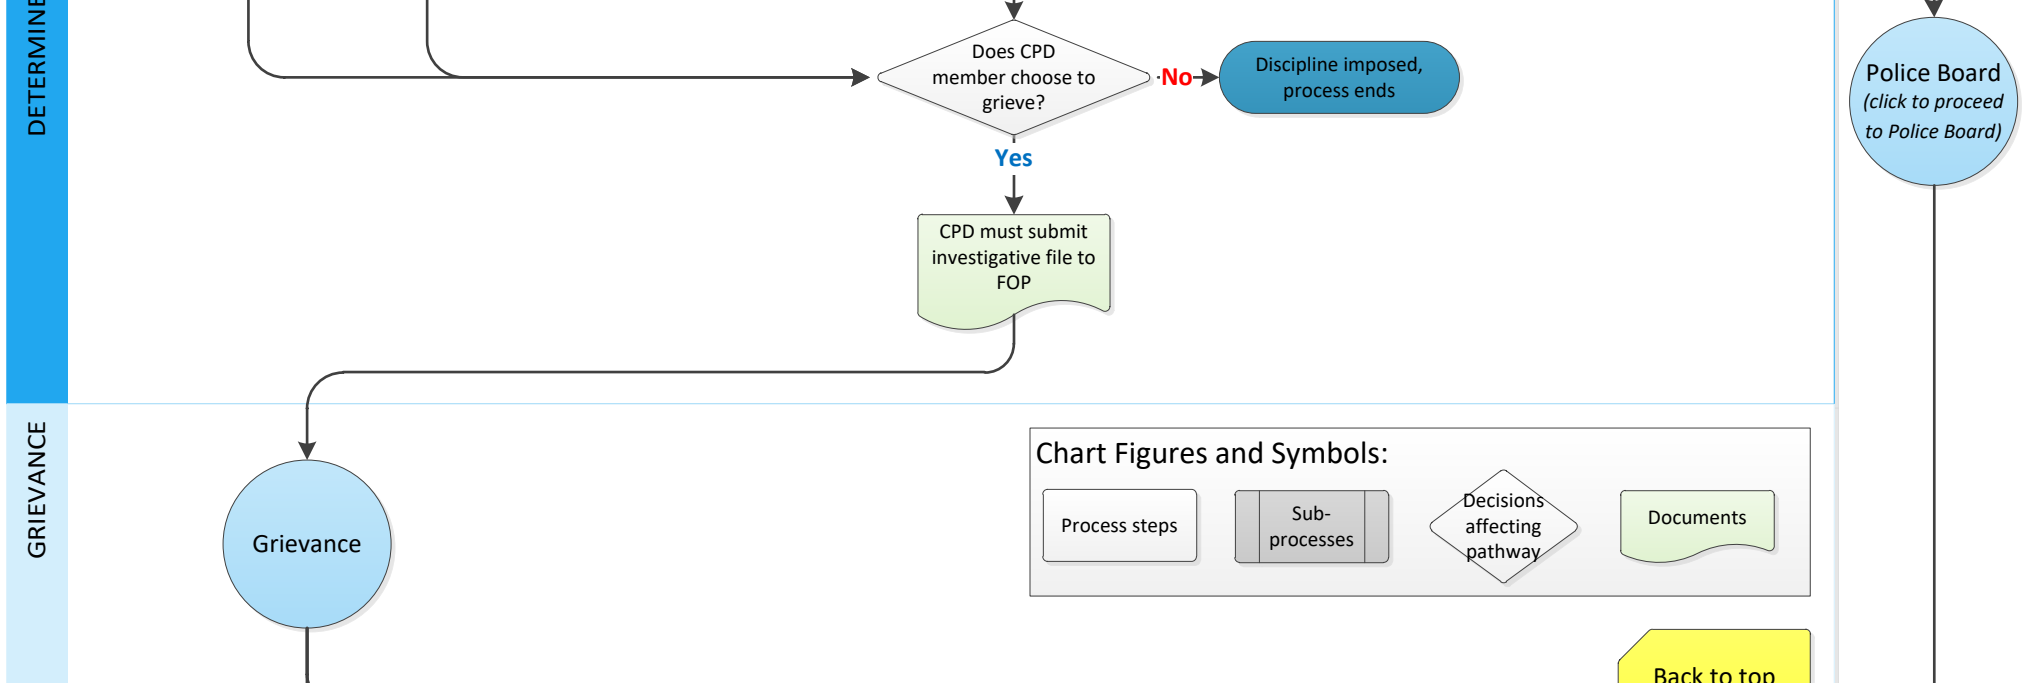 DETERMINE
Does CPD
member choose to
grieve?
No
Discipline imposed,
process ends
Police Board
(click to proceed
to Police Board)
Yes
CPD must submit
investigative file to
FOP
GRIEVANCE
Grievance
Chart Figures and Symbols:
Process steps
Sub-
processes
Decisions
affecting
pathway
Documents
Back to top